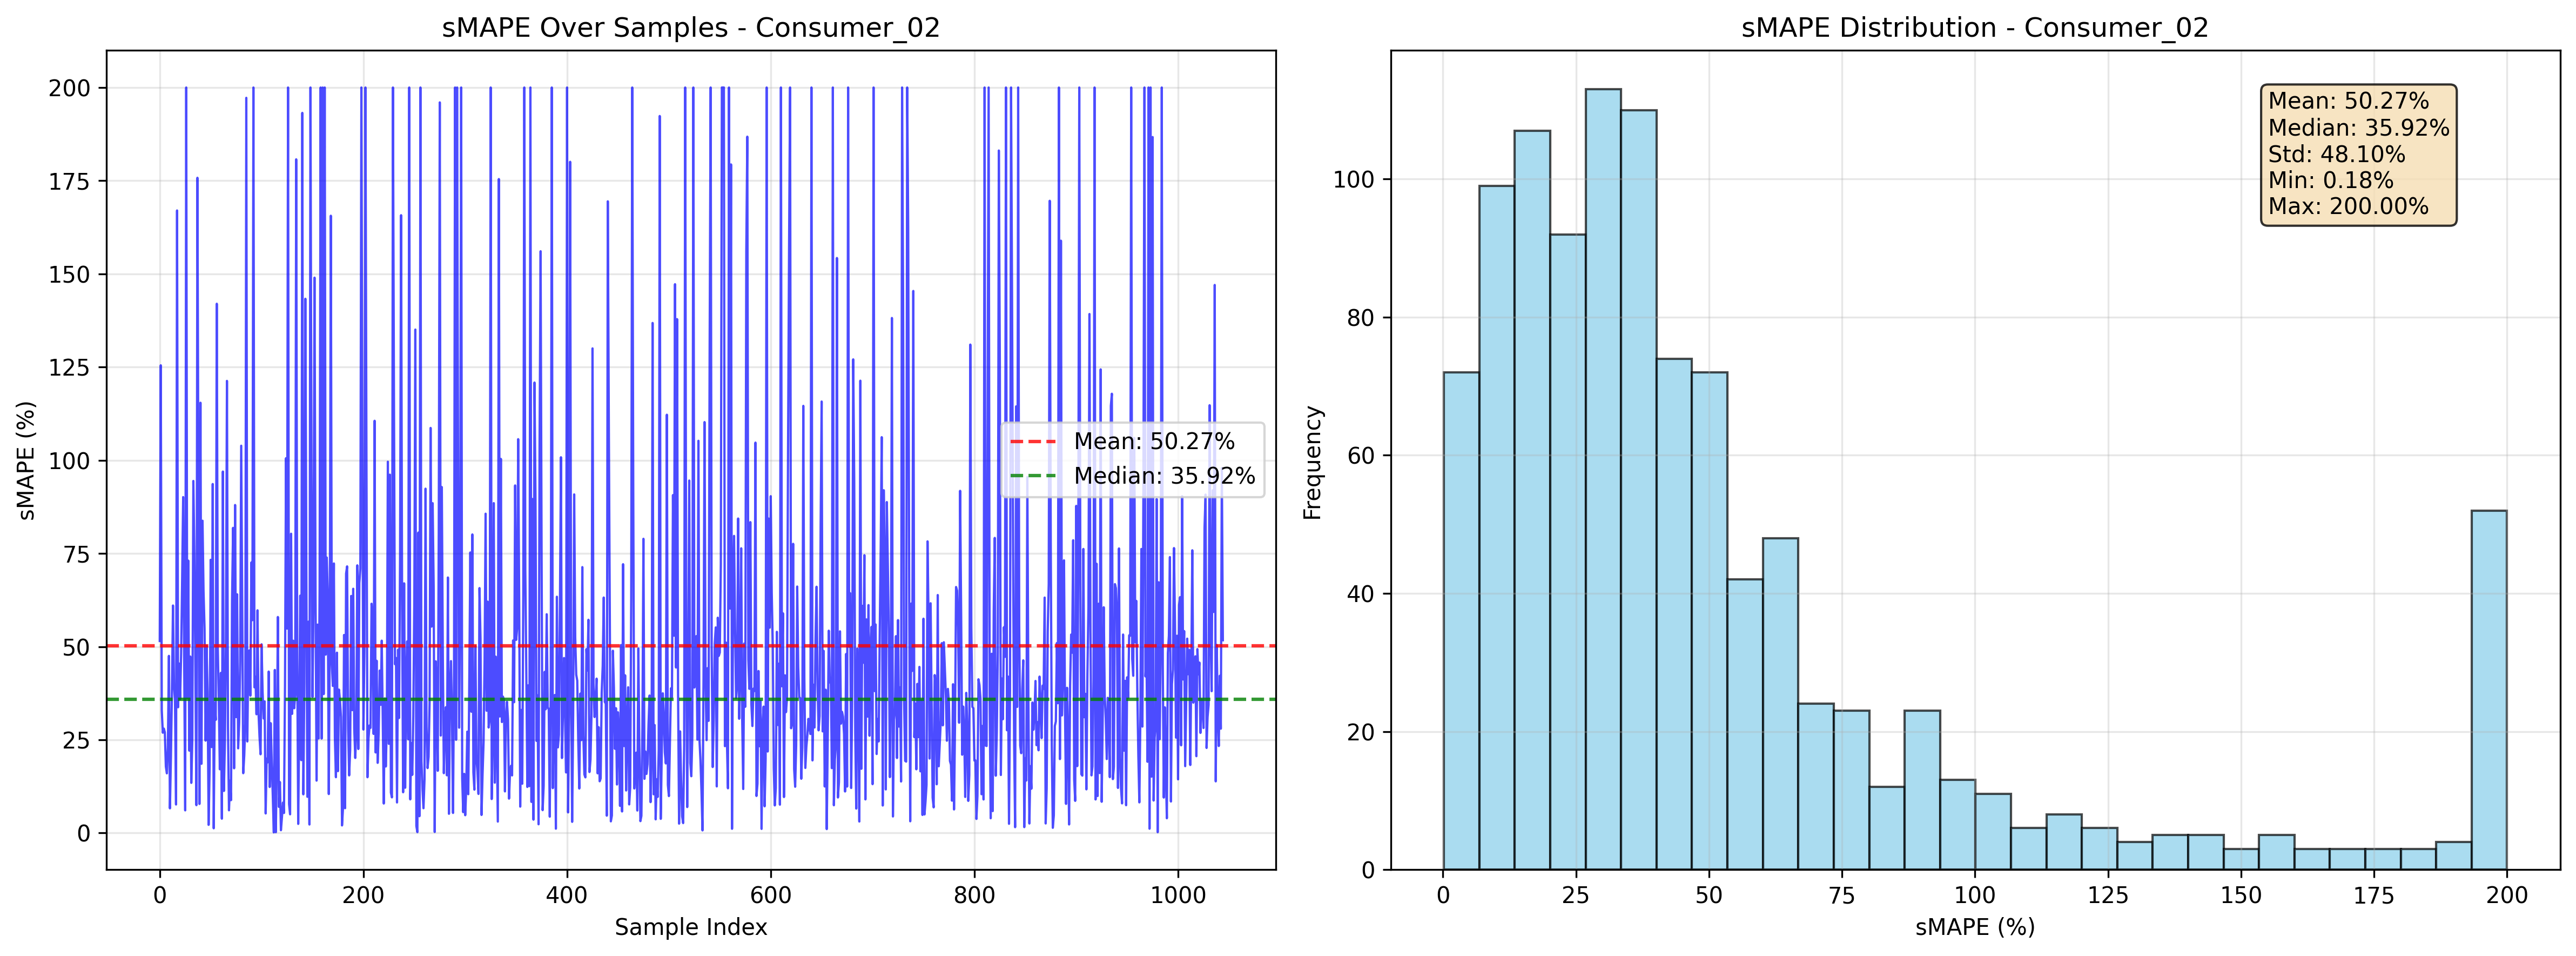 sMAPE Over Samples - Consumer_02
200
175
150
125
100
75
50
25
0
sMAPE (%)
Mean: 50.27%
Median: 35.92%
0
200
400
600
800
1000
Sample Index
sMAPE Distribution - Consumer_02
100
80
60
40
20
0
Frequency
Mean: 50.27%
Median: 35.92%
Std: 48.10%
Min: 0.18%
Max: 200.00%
0
25
50
75
100
125
150
175
200
sMAPE (%)